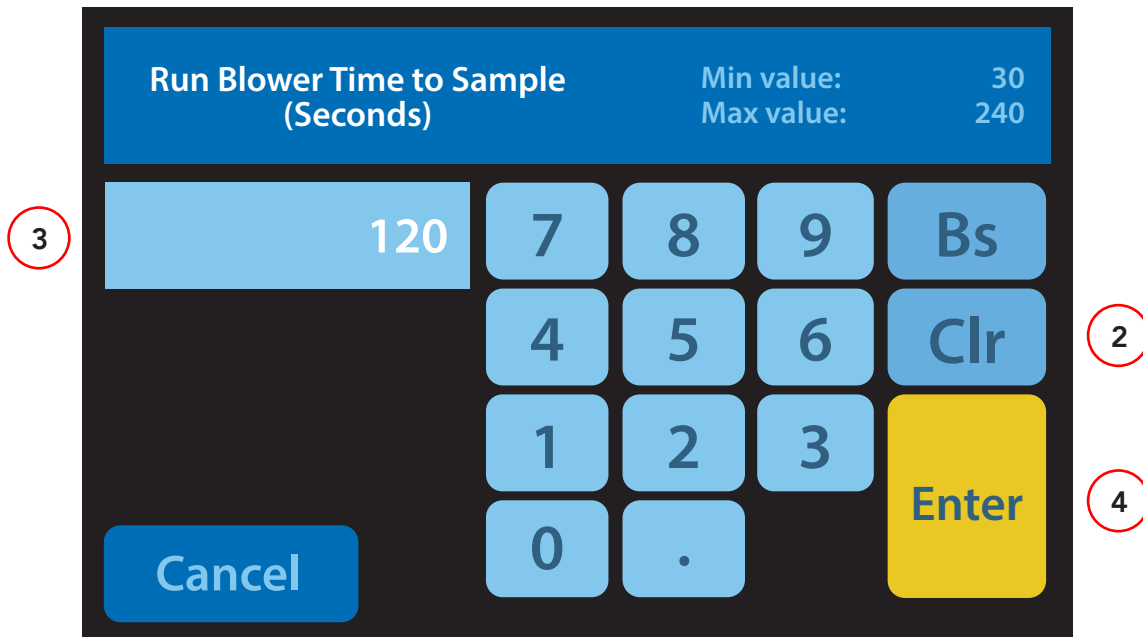 Run Blower Time to Sample
(Seconds)
Min value: 30
Max value: 240
3
120
7 8 9 Bs
4 5 6 Clr
2
1 2 3
Enter
4
0 .
Cancel